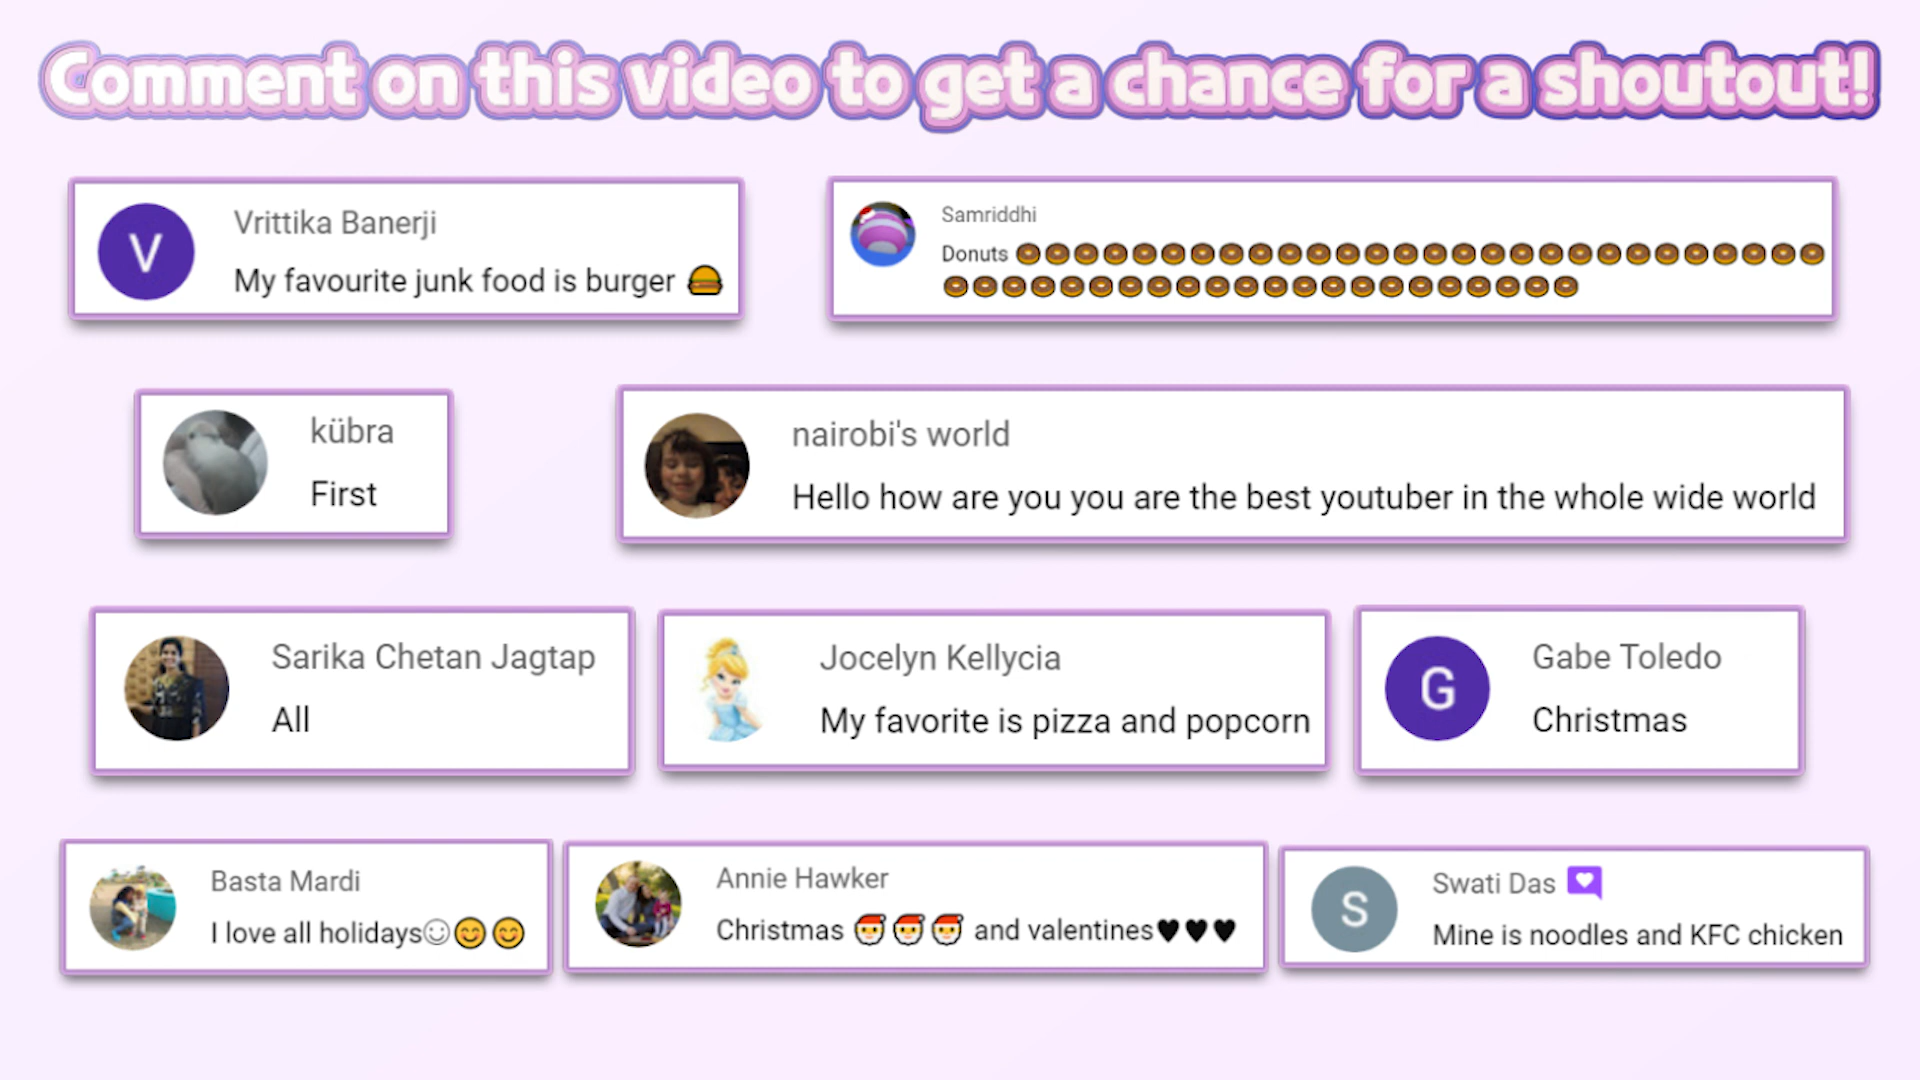 Comment on this video to get a chance for a shoutout!
V
Vrittika Banerji
My favourite junk food is burger 🍔
Samriddhi
Donuts 🍩🍩🍩🍩🍩🍩🍩🍩🍩🍩🍩🍩🍩🍩🍩🍩🍩🍩🍩🍩🍩🍩🍩🍩🍩🍩🍩🍩
🍩🍩🍩🍩🍩🍩🍩🍩🍩🍩🍩🍩🍩🍩🍩🍩🍩🍩🍩🍩🍩🍩
kübra
First
nairobi's world
Hello how are you you are the best youtuber in the whole wide world
Sarika Chetan Jagtap
All
Jocelyn Kellycia
My favorite is pizza and popcorn
G
Gabe Toledo
Christmas
Basta Mardi
I love all holidays☺😊😊
Annie Hawker
Christmas 🎅🎅🎅 and valentines♥♥♥
S
Swati Das
Mine is noodles and KFC chicken